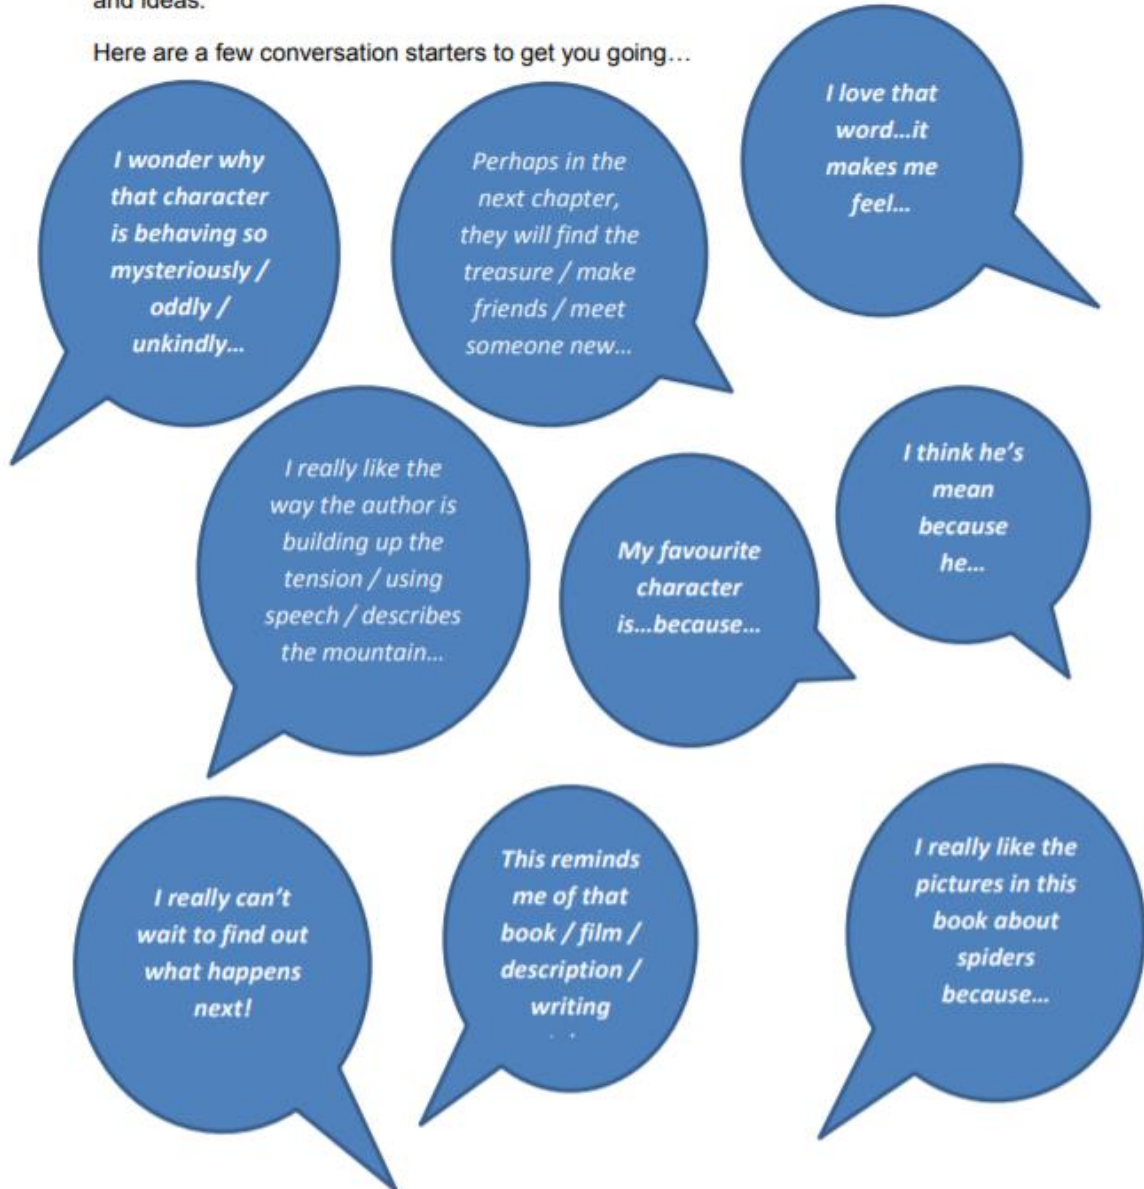 and ideas.
Here are a few conversation starters to get you going…
I wonder why
that character
is behaving so
mysteriously /
oddly /
unkindly…
Perhaps in the
next chapter,
they will find the
treasure / make
friends / meet
someone new…
I love that
word…it
makes me
feel…
I really like the
way the author is
building up the
tension / using
speech / describes
the mountain…
My favourite
character
is…because…
I think he’s
mean
because
he…
I really can’t
wait to find out
what happens
next!
This reminds
me of that
book / film /
description /
writing
I really like the
pictures in this
book about
spiders
because…